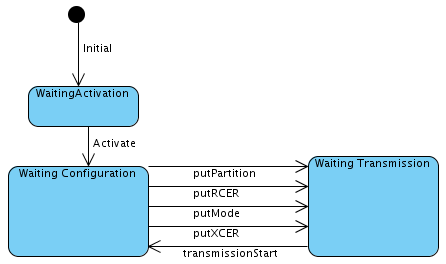 Initial
WaitingActivation
Activate
Waiting Configuration
Waiting Transmission
putPartition
putRCER
putMode
putXCER
transmissionStart